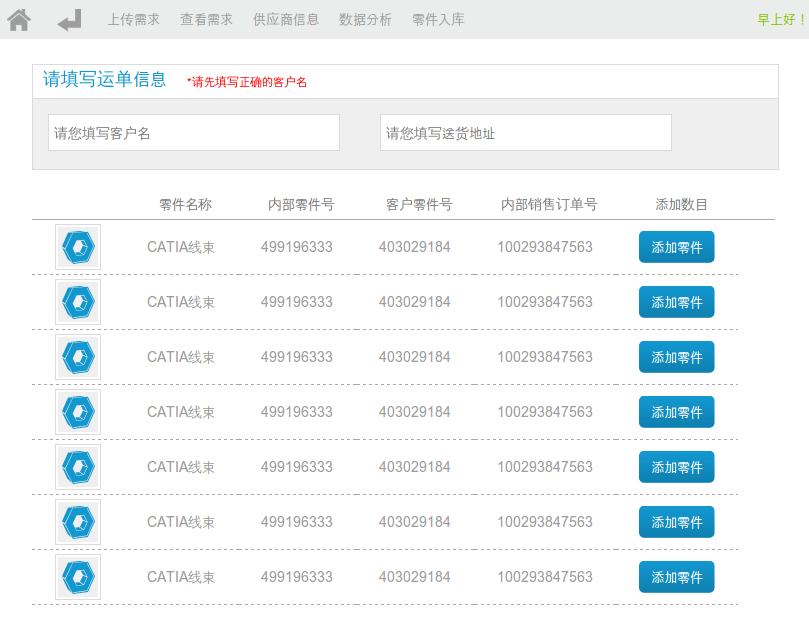 上传需求 查看需求 供应商信息 数据分析 零件入库 早上好！
请填写运单信息 *请先填写正确的客户名
请您填写客户名 请您填写送货地址
零件名称 内部零件号 客户零件号 内部销售订单号 添加数目
CATIA线束 499196333 403029184 100293847563 添加零件
CATIA线束 499196333 403029184 100293847563 添加零件
CATIA线束 499196333 403029184 100293847563 添加零件
CATIA线束 499196333 403029184 100293847563 添加零件
CATIA线束 499196333 403029184 100293847563 添加零件
CATIA线束 499196333 403029184 100293847563 添加零件
CATIA线束 499196333 403029184 100293847563 添加零件